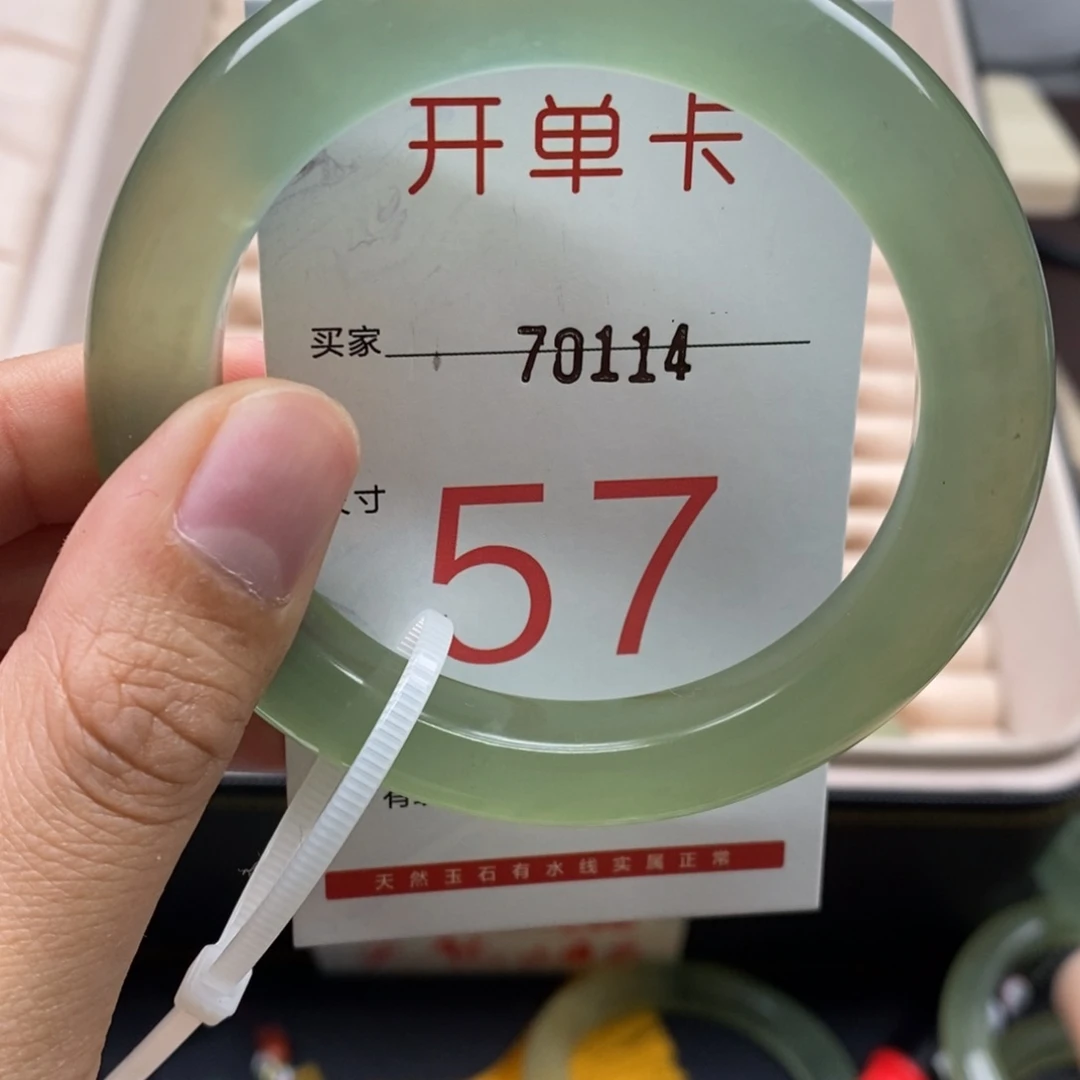 开单卡
买家 70114
寸 57
有
天然玉石有水线实属正常